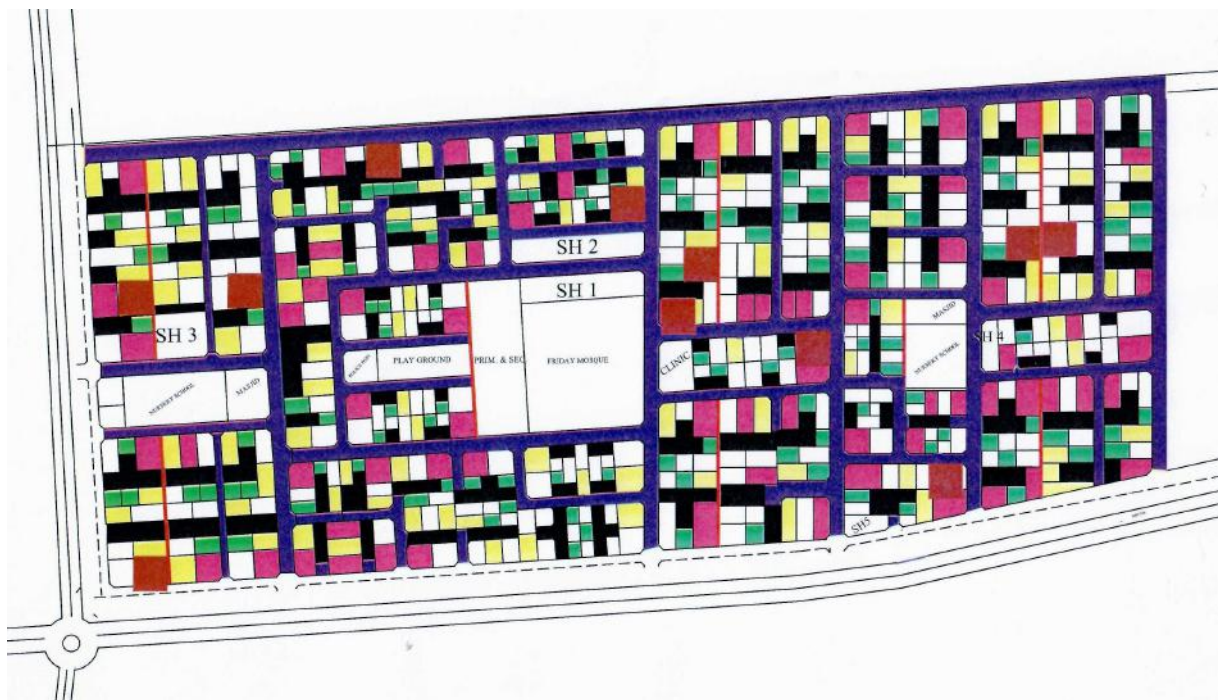 SH 2
SH 1
SH 3
PLAY GROUND
PRIM. & SEC
FRIDAY MOSQUE
CLINIC
MASJID
NURSERY SCHOOL
SH 4
NURSERY SCHOOL
MASJID
SH5